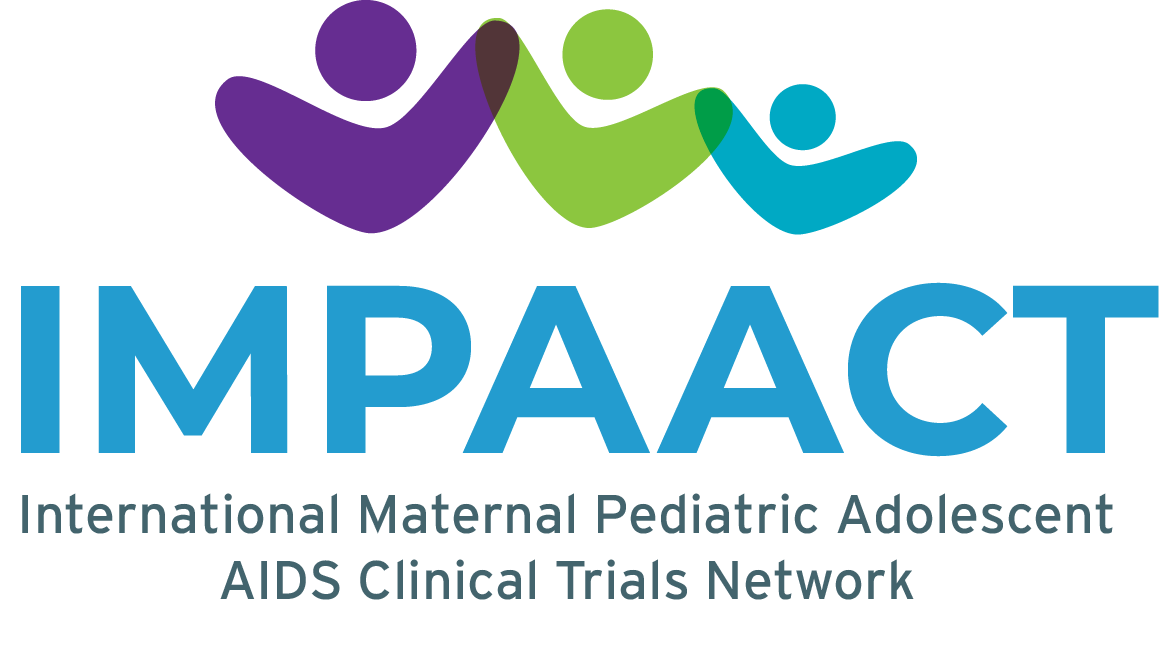 IMPAACT
International Maternal Pediatric Adolescent
AIDS Clinical Trials Network